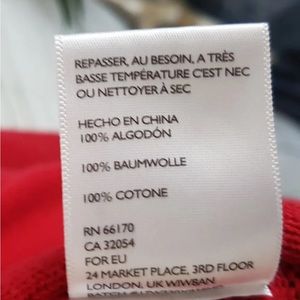 REPASSER, AU BESOIN, A TRÈS
BASSE TEMPÉRATURE C'EST NEC
OU NETTOYER À SEC
HECHO EN CHINA
100% ALGODÓN
100% BAUMWOLLE
100% COTONE
RN 66170
CA 32054
FOR EU
24 MARKET PLACE, 3RD FLOOR
LONDON, UK WIWBAN